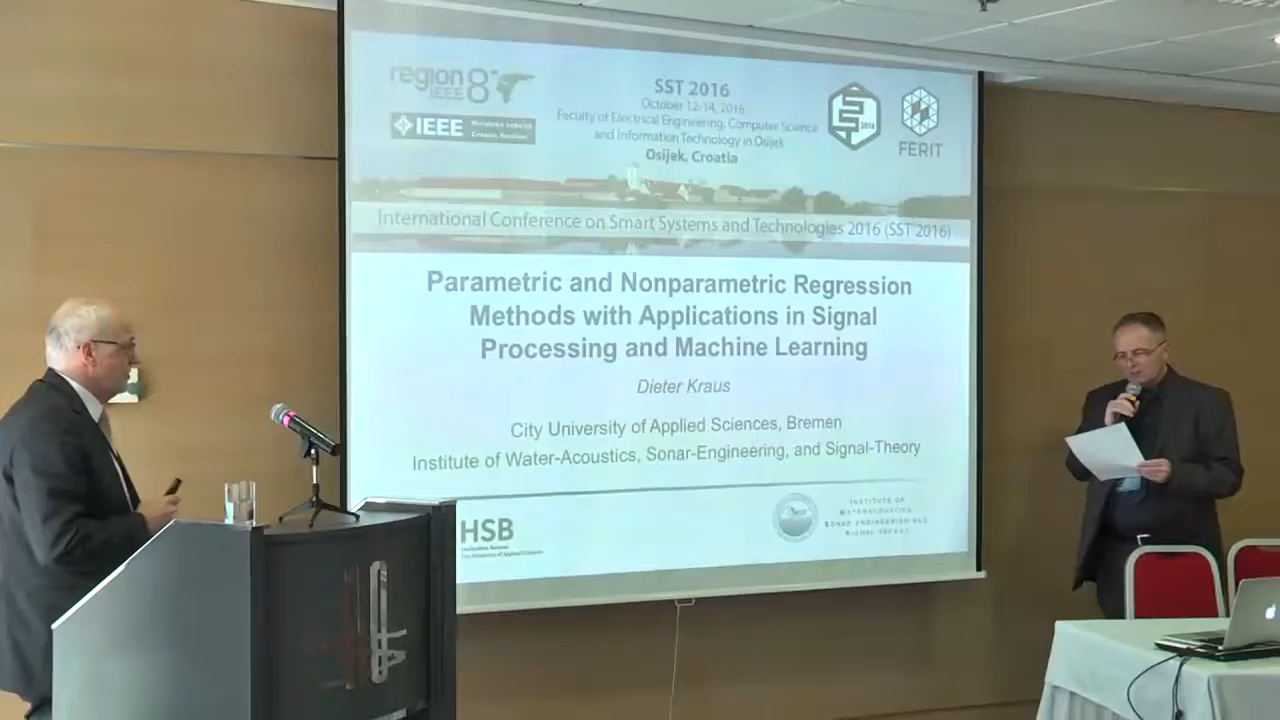 region 8
IEEE
IEEE
SST 2016
October 12-14, 2016
Faculty of Electrical Engineering, Computer Science
and Information Technology in Osijek
Osijek, Croatia
2016
FERIT
International Conference on Smart Systems and Technologies 2016 (SST 2016)
Parametric and Nonparametric Regression
Methods with Applications in Signal
Processing and Machine Learning
Dieter Kraus
City University of Applied Sciences, Bremen
Institute of Water-Acoustics, Sonar-Engineering, and Signal-Theory
HSB
INSTITUTE OF
WATERACOUSTICS,
SONAR ENGINEERING AND
SIGNAL THEORY